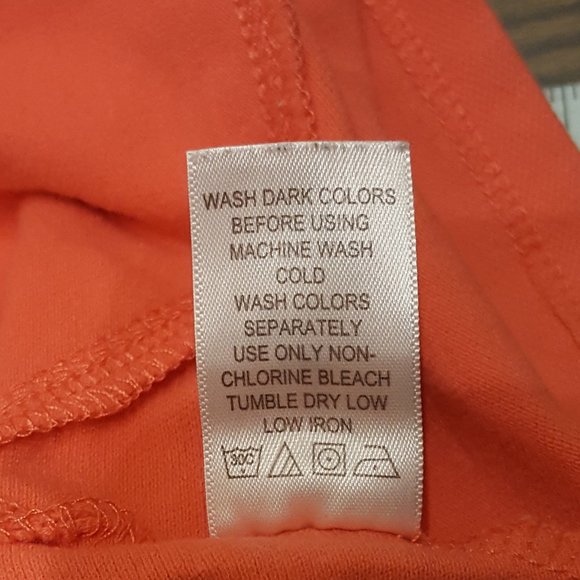 WASH DARK COLORS
BEFORE USING
MACHINE WASH
COLD
WASH COLORS
SEPARATELY
USE ONLY NON-
CHLORINE BLEACH
TUMBLE DRY LOW
LOW IRON
30C